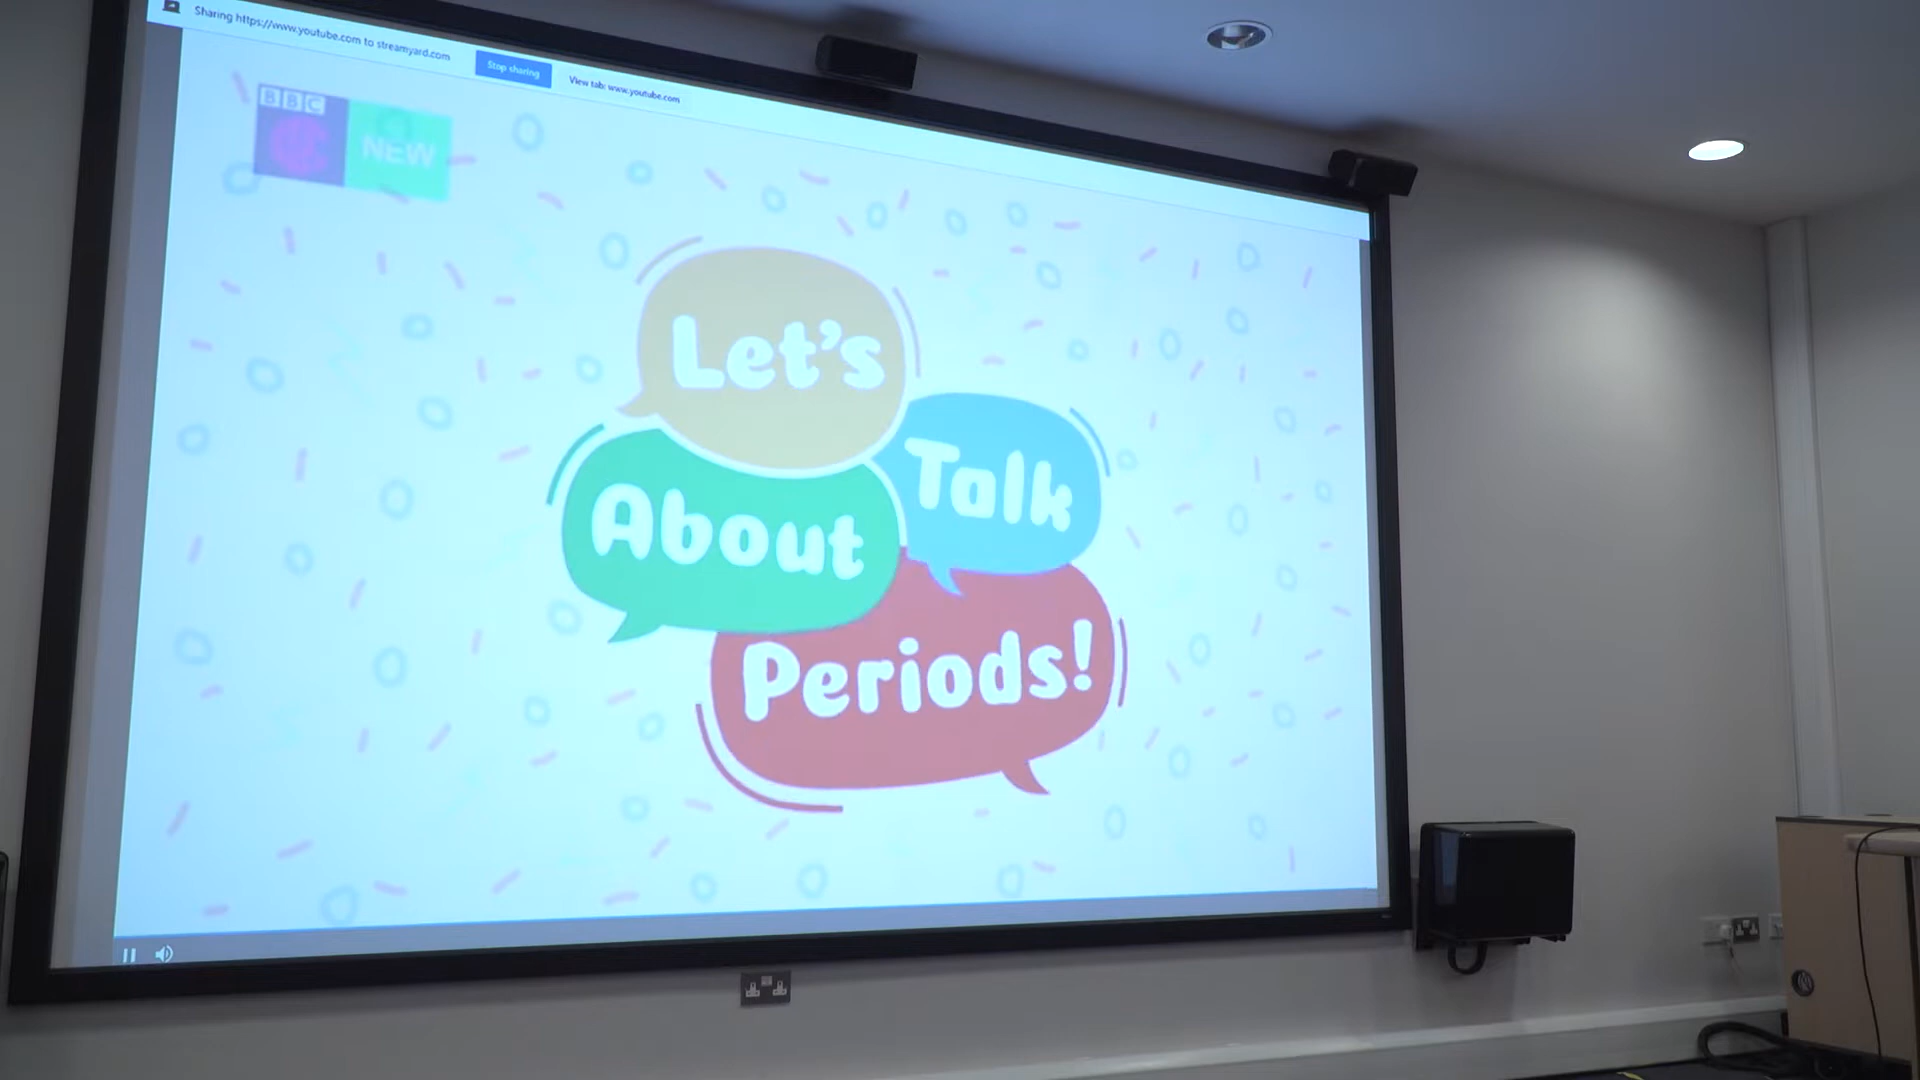 Sharing https://www.youtube.com to streamyard.com
Stop sharing
View tab: www.youtube.com
BBC
NEW
Let's
Talk
About
Periods!